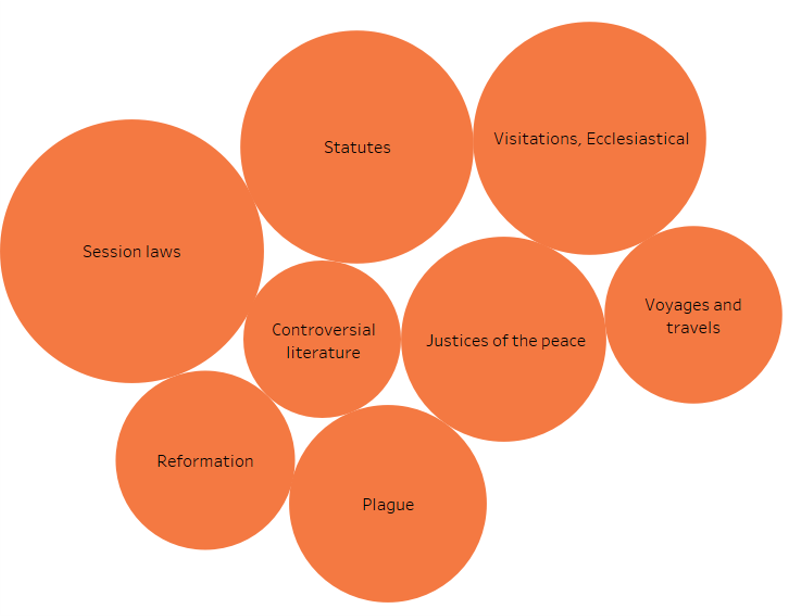 Statutes
Visitations, Ecclesiastical
Session laws
Voyages and
travels
Controversial
literature
Justices of the peace
Reformation
Plague